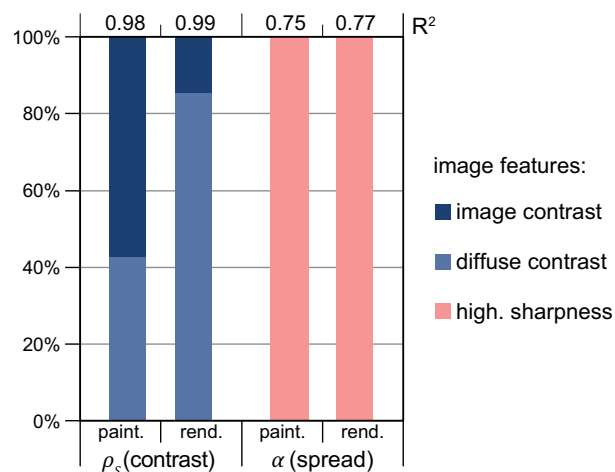 0.98 0.99 0.75 0.77 R²
100%
80%
60%
40%
20%
0%
paint. rend. paint. rend.
ρₛ(contrast) α (spread)
image features:
image contrast
diffuse contrast
high. sharpness